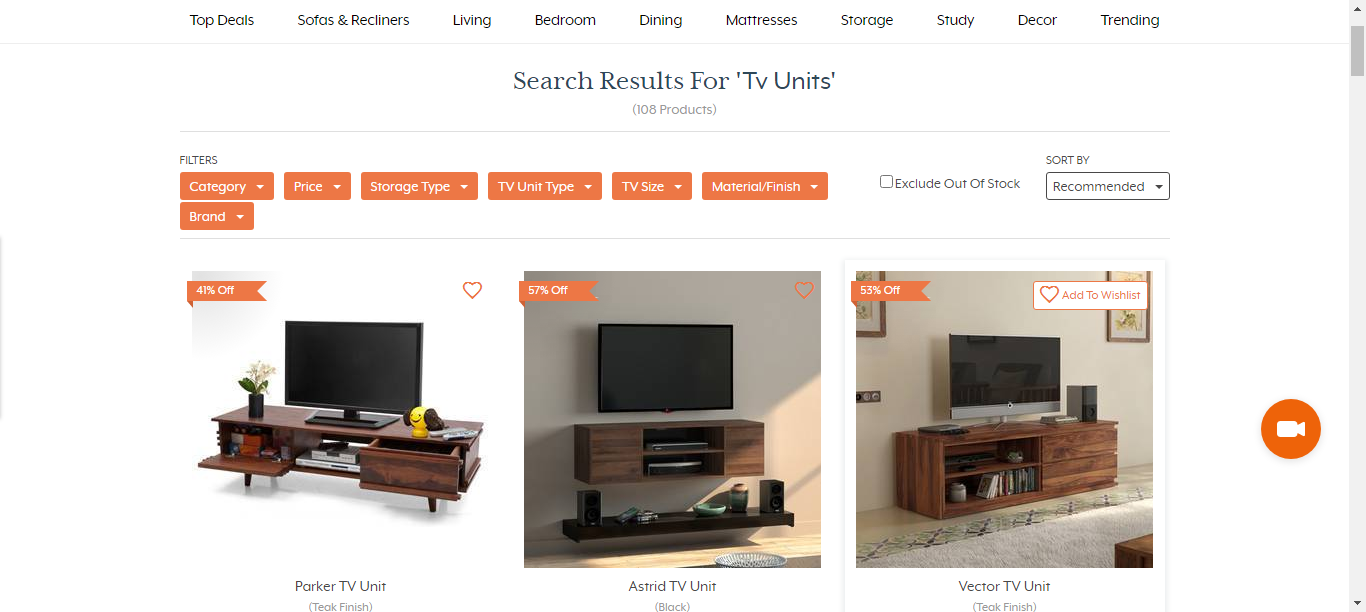 Top Deals Sofas & Recliners Living Bedroom Dining Mattresses Storage Study Decor Trending
Search Results For 'Tv Units'
(108 Products)
FILTERS
SORT BY
Category Price Storage Type TV Unit Type TV Size Material/Finish
Exclude Out Of Stock
Recommended
Brand
41% Off
57% Off
53% Off
Add To Wishlist
Parker TV Unit
(Teak Finish)
Astrid TV Unit
(Black)
Vector TV Unit
(Teak Finish)